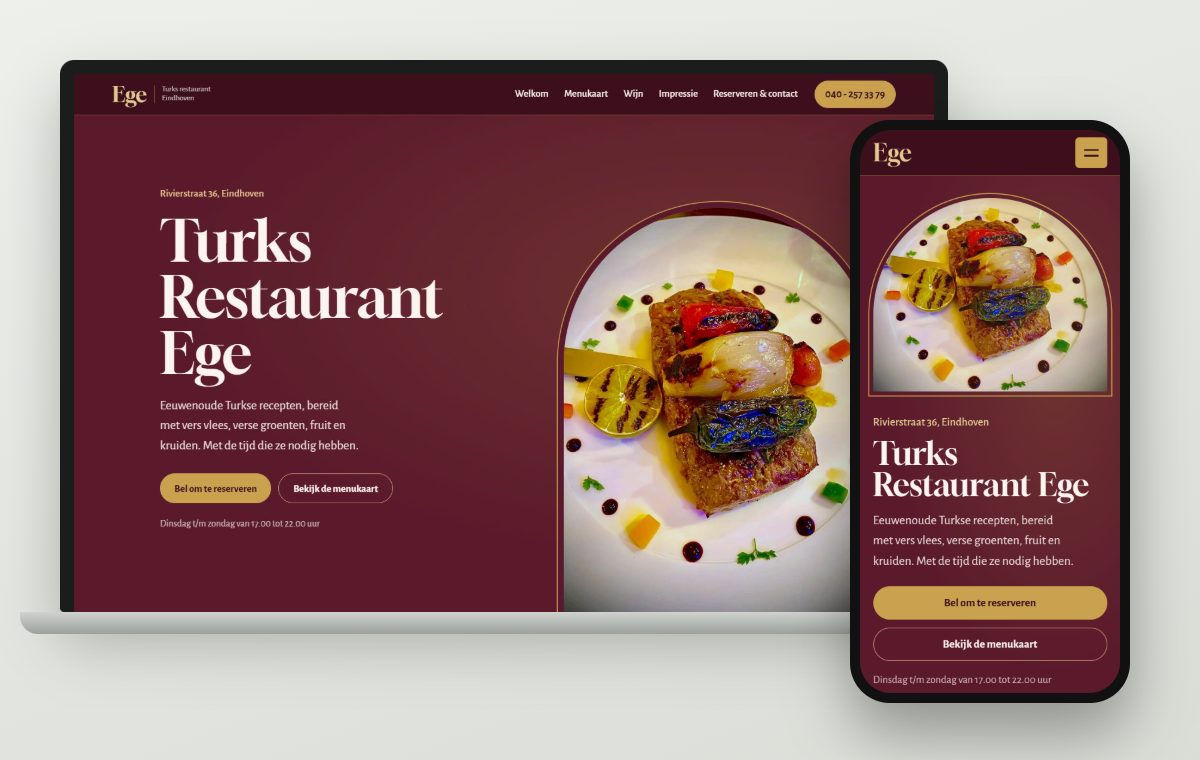 Ege
Turks restaurant
Eindhoven
Welkom Menukaart Wijn Impressie Reserveren & contact 040 - 257 33 79
Rivierstraat 36, Eindhoven
Turks
Restaurant
Ege
Eeuwenoude Turkse recepten, bereid
met vers vlees, verse groenten, fruit en
kruiden. Met de tijd die ze nodig hebben.
Bel om te reserveren Bekijk de menukaart
Dinsdag t/m zondag van 17.00 tot 22.00 uur
Ege
Rivierstraat 36, Eindhoven
Turks
Restaurant Ege
Eeuwenoude Turkse recepten, bereid
met vers vlees, verse groenten, fruit en
kruiden. Met de tijd die ze nodig hebben.
Bel om te reserveren
Bekijk de menukaart
Dinsdag t/m zondag van 17.00 tot 22.00 uur